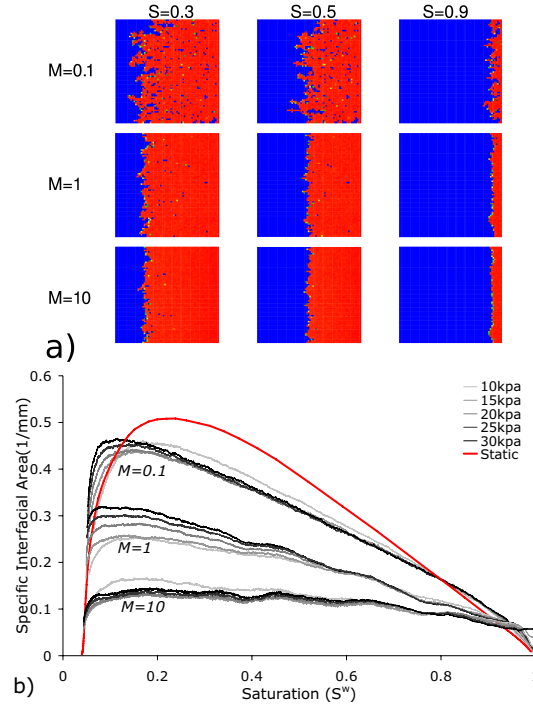 S=0.3 S=0.5 S=0.9
M=0.1
M=1
M=10
a)
0.6
0.5
0.4
0.3
0.2
0.1
0
Specific Interfacial Area(1/mm)
10kpa
15kpa
20kpa
25kpa
30kpa
Static
M=0.1
M=1
M=10
0 0.2 0.4 0.6 0.8 1
Saturation (Sʷ)
b)